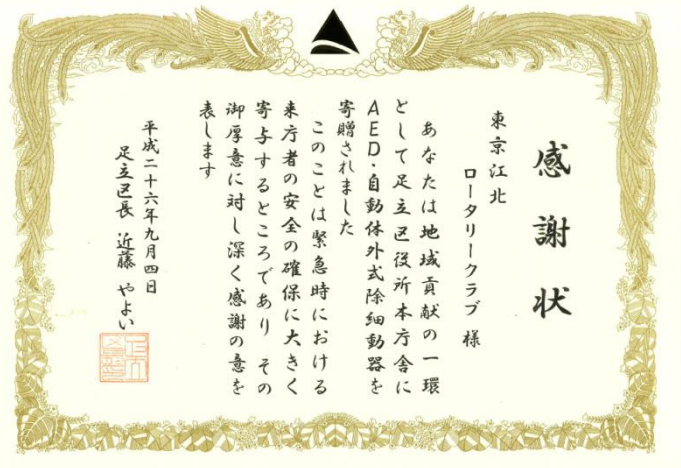 感謝状
東京江北
ロータリークラブ 様
あなたは地域貢献の一環
として足立区役所本庁舎に
AED・自動体外式除細動器を
寄贈されました
このことは緊急時における
来庁者の安全の確保に大きく
寄与するところであり その
御厚意に対し深く感謝の意を
表します
平成二十六年九月四日
足立区長 近藤 やよい